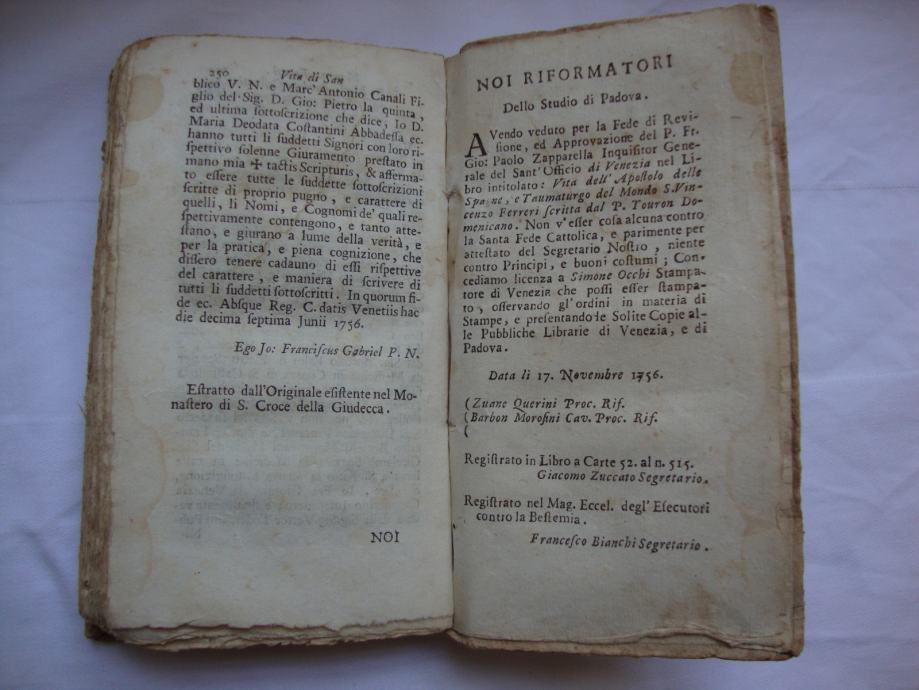 250 Vita di San
blico V. N. e Marc' Antonio Canali Fi-
glio del Sig. D. Gio: Pietro la quinta,
ed ultima ſottoſcrizione che dice, Io D.
Maria Deodata Coſtantini Abbadeſſa ec.
hanno tutti li ſuddetti Signori con loro ri-
ſpettivo ſolenne Giuramento preſtato in
mano mia ✠ tactis Scripturis, & afferma-
to eſſere tutte le ſuddette ſottoſcrizioni
ſcritte di proprio pugno, e carattere di
quelli, li Nomi, e Cognomi de' quali re-
ſpettivamente contengono, e tanto atte-
ſtano, e giurano a lume della verità, e
per la pratica, e piena cognizione, che
diſſero tenere cadauno di eſſi riſpettive
del carattere, e maniera di ſcrivere di
tutti li ſuddetti ſottoſcritti. In quorum fi-
de ec. Absque Reg. C. datis Venetiis hac
die decima ſeptima Junii 1756.
Ego Jo: Franciſcus Gabriel P. N.
Eſtratto dall'Originale eſiſtente nel Mo-
naſtero di S. Croce della Giudecca.
NOI
NOI RIFORMATORI
Dello Studio di Padova.
AVendo veduto per la Fede di Revi-
ſione, ed Approvazione del P. Fr.
Gio: Paolo Zapparella Inquiſitor Gene-
rale del Sant' Officio di Venezia nel Li-
bro intitolato: Vita dell' Apoſtolo delle
Spagne, e Taumaturgo del Mondo S. Vin-
cenzo Ferreri ſcritta dal P. Touron Do-
menicano. Non v'eſſer coſa alcuna contro
la Santa Fede Cattolica, e parimente per
atteſtato del Segretario Noſtro, niente
contro Principi, e buoni coſtumi; Con-
cediamo licenza a Simone Occhi Stampa-
tore di Venezia che poſſi eſſer ſtampa-
to, oſſervando gl'ordini in materia di
Stampe, e preſentando le Solite Copie al-
le Pubbliche Librarie di Venezia, e di
Padova.
Data li 17. Novembre 1756.
(Zuane Querini Proc. Rif.
(Barbon Moroſini Cav. Proc. Rif.
(
Regiſtrato in Libro a Carte 52. al n. 515.
Giacomo Zuccato Segretario.
Regiſtrato nel Mag. Eccel. degl' Eſecutori
contro la Beſtemia.
Franceſco Bianchi Segretario.